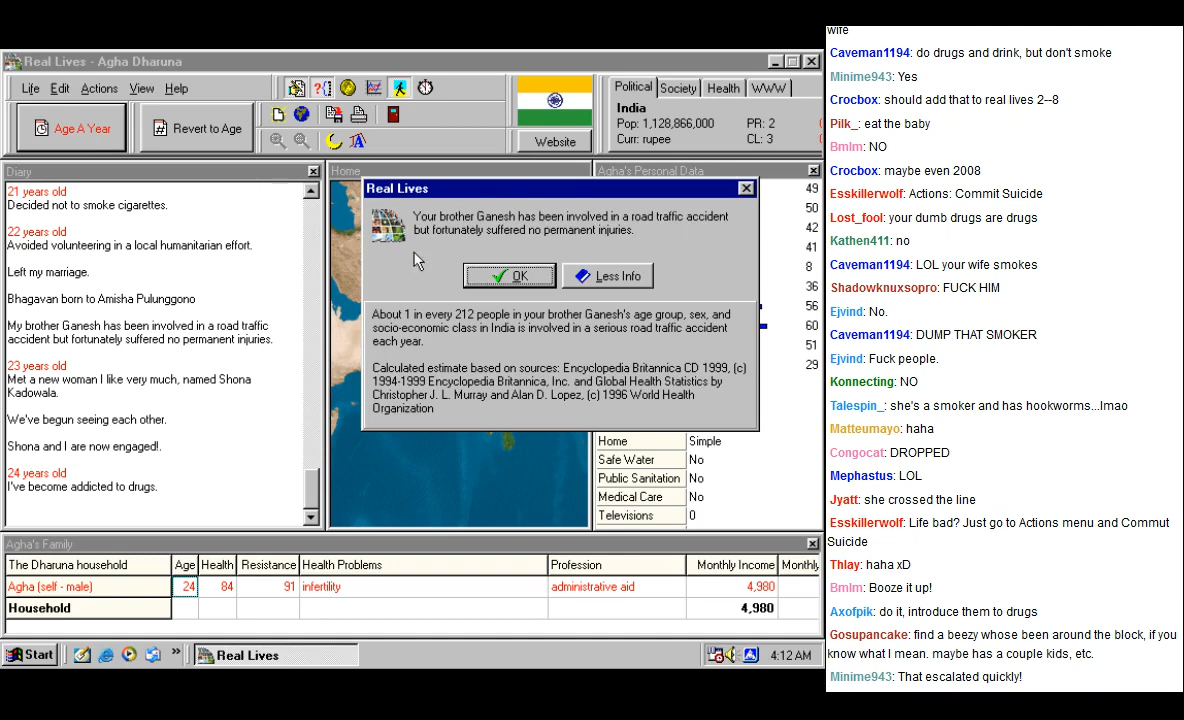 Real Lives - Agha Dharuna
Life Edit Actions View Help
Age A Year
Revert to Age
Website
Political Society Health WWW
India
Pop: 1,128,866,000 PR: 2
Curr: rupee CL: 3
Diary
21 years old
Decided not to smoke cigarettes.
22 years old
Avoided volunteering in a local humanitarian effort.
Left my marriage.
Bhagavan born to Amisha Pulunggono
My brother Ganesh has been involved in a road traffic
accident but fortunately suffered no permanent injuries.
23 years old
Met a new woman I like very much, named Shona
Kadowala.
We've begun seeing each other.
Shona and I are now engaged!.
24 years old
I've become addicted to drugs.
Home
Real Lives
Your brother Ganesh has been involved in a road traffic accident
but fortunately suffered no permanent injuries.
OK
Less Info
About 1 in every 212 people in your brother Ganesh's age group, sex, and
socio-economic class in India is involved in a serious road traffic accident
each year.
Calculated estimate based on sources: Encyclopedia Britannica CD 1999, (c)
1994-1999 Encyclopedia Britannica, Inc. and Global Health Statistics by
Christopher J. L. Murray and Alan D. Lopez, (c) 1996 World Health
Organization
Agha's Personal Data
49
50
42
41
8
36
56
60
51
29
Home Simple
Safe Water No
Public Sanitation No
Medical Care No
Televisions 0
Agha's Family
The Dharuna household Age Health Resistance Health Problems Profession Monthly Income Monthly
Agha (self - male) 24 84 91 infertility administrative aid 4,980
Household 4,980
Start
»
Real Lives
4:12 AM
wife
Caveman1194: do drugs and drink, but don't smoke
Minime943: Yes
Crocbox: should add that to real lives 2--8
Pilk_: eat the baby
Bmlm: NO
Crocbox: maybe even 2008
Esskillerwolf: Actions: Commit Suicide
Lost_fool: your dumb drugs are drugs
Kathen411: no
Caveman1194: LOL your wife smokes
Shadowknuxsopro: FUCK HIM
Ejvind: No.
Caveman1194: DUMP THAT SMOKER
Ejvind: Fuck people.
Konnecting: NO
Talespin_: she's a smoker and has hookworms...lmao
Matteumayo: haha
Congocat: DROPPED
Mephastus: LOL
Jyatt: she crossed the line
Esskillerwolf: Life bad? Just go to Actions menu and Commut
Suicide
Thlay: haha xD
Bmlm: Booze it up!
Axofpik: do it, introduce them to drugs
Gosupancake: find a beezy whose been around the block, if you
know what I mean. maybe has a couple kids, etc.
Minime943: That escalated quickly!